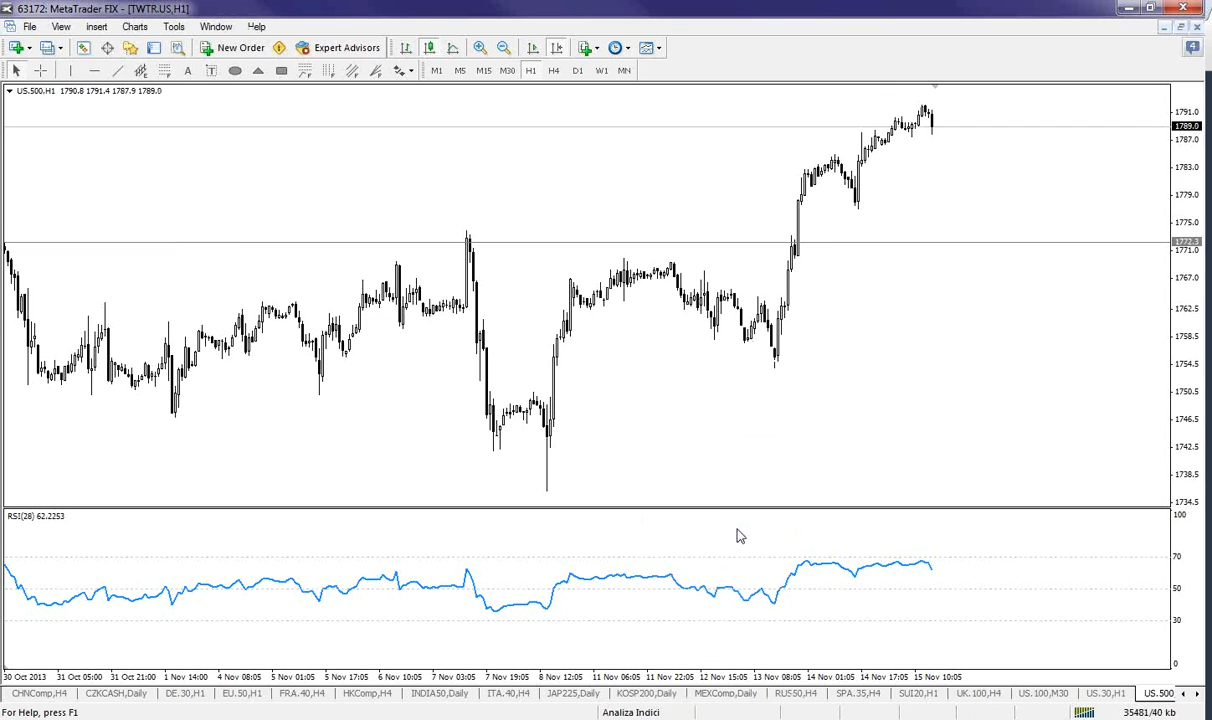 63172: MetaTrader FIX - [TWTR.US,H1]
File View insert Charts Tools Window Help
New Order Expert Advisors
4
A T M1 M5 M15 M30 H1 H4 D1 W1 MN
US.500,H1 1790.8 1791.4 1787.9 1789.0
1791.0
1789.0
1787.0
1783.0
1779.0
1775.0
1772.3
1771.0
1767.0
1762.5
1758.5
1754.5
1750.5
1746.5
1742.5
1738.5
1734.5
RSI(28) 62.2253
100
70
50
30
0
30 Oct 2013 31 Oct 05:00 31 Oct 21:00 1 Nov 14:00 4 Nov 08:05 5 Nov 00:05 5 Nov 17:05 6 Nov 10:05 7 Nov 03:05 7 Nov 19:05 8 Nov 12:05 11 Nov 06:05 11 Nov 22:05 12 Nov 15:05 13 Nov 08:05 14 Nov 01:05 14 Nov 17:05 15 Nov 10:05
CHNComp,H4 CZKCASH,Daily DE.30,H1 EU.50,H1 FRA.40,H4 HKComp,H4 INDIA50,Daily ITA.40,H4 JAP225,Daily KOSP200,Daily MEXComp,Daily RUS50,H4 SPA.35,H4 SUI20,H1 UK.100,H4 US.100,M30 US.30,H1 US.500
For Help, press F1 Analiza Indici 35481/40 kb